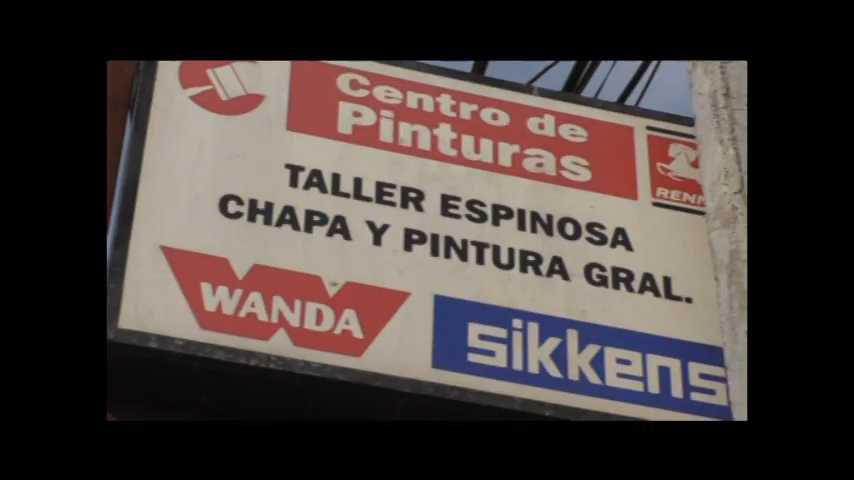 Centro de
Pinturas
TALLER ESPINOSA
CHAPA Y PINTURA GRAL.
WANDA
sikkens